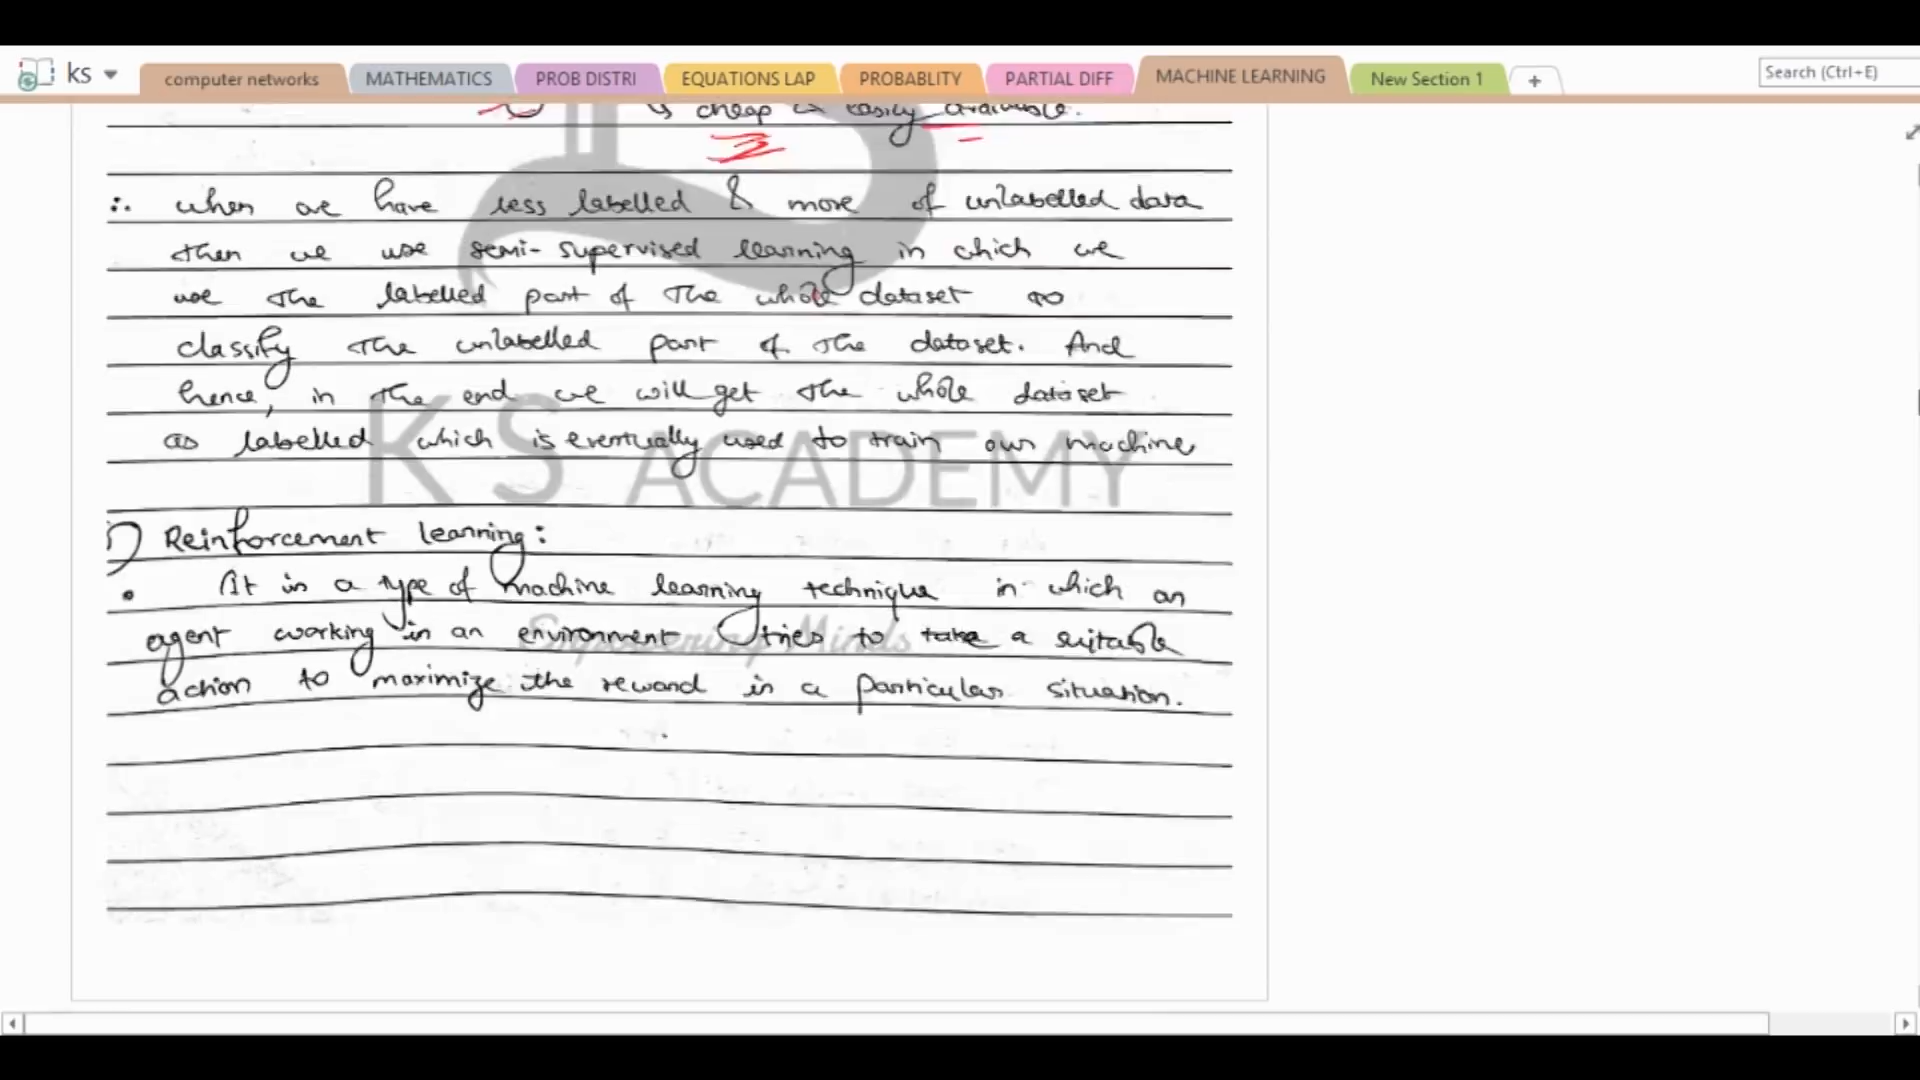 ks
computer networks
MATHEMATICS
PROB DISTRI
EQUATIONS LAP
PROBABLITY
PARTIAL DIFF
MACHINE LEARNING
New Section 1
+
Search (Ctrl+E)
is cheap & easily available.
∴ when we have less labelled & more of unlabelled data
then we use semi-supervised learning in which we
use the labelled part of the whole dataset to
classify the unlabelled part of the dataset. And
hence, in the end we will get the whole dataset
as labelled which is eventually used to train our machine
KS ACADEMY
Reinforcement learning:
• It is a type of machine learning technique in which an
agent working in an environment tries to take a suitable
Empowering Minds
action to maximize the reward in a particular situation.